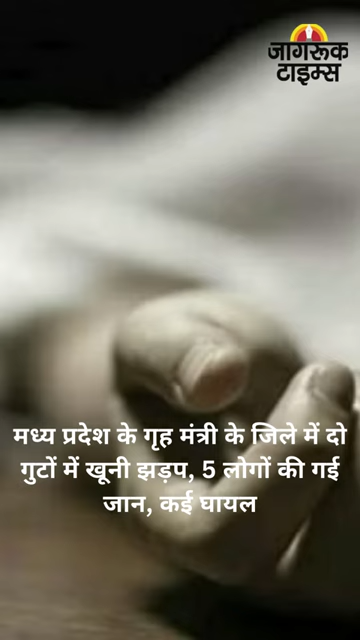 जागरूक
टाइम्स
मध्य प्रदेश के गृह मंत्री के जिले में दो
गुटों में खूनी झड़प, 5 लोगों की गई
जान, कई घायल